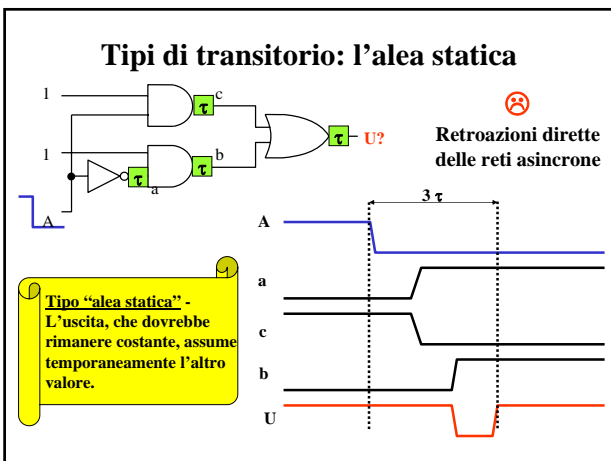 Tipi di transitorio: l'alea statica
1
τ
c
1
τ
b
τ
a
A
τ
U?
☹
Retroazioni dirette
delle reti asincrone
3 τ
A
a
c
b
U
Tipo “alea statica” -
L'uscita, che dovrebbe
rimanere costante, assume
temporaneamente l'altro
valore.